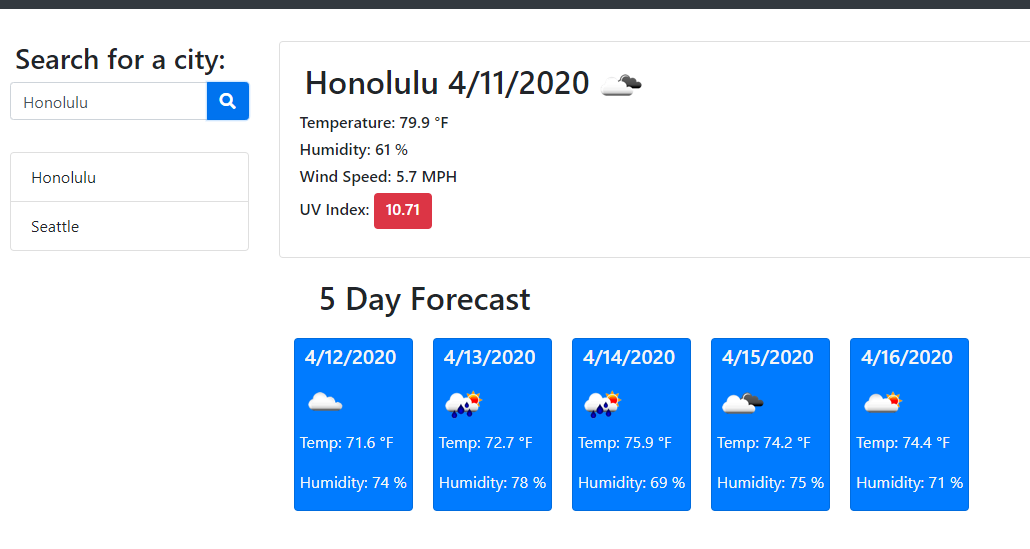 Search for a city:
Honolulu
Honolulu
Seattle
Honolulu 4/11/2020
Temperature: 79.9 °F
Humidity: 61 %
Wind Speed: 5.7 MPH
UV Index: 10.71
5 Day Forecast
4/12/2020
Temp: 71.6 °F
Humidity: 74 %
4/13/2020
Temp: 72.7 °F
Humidity: 78 %
4/14/2020
Temp: 75.9 °F
Humidity: 69 %
4/15/2020
Temp: 74.2 °F
Humidity: 75 %
4/16/2020
Temp: 74.4 °F
Humidity: 71 %